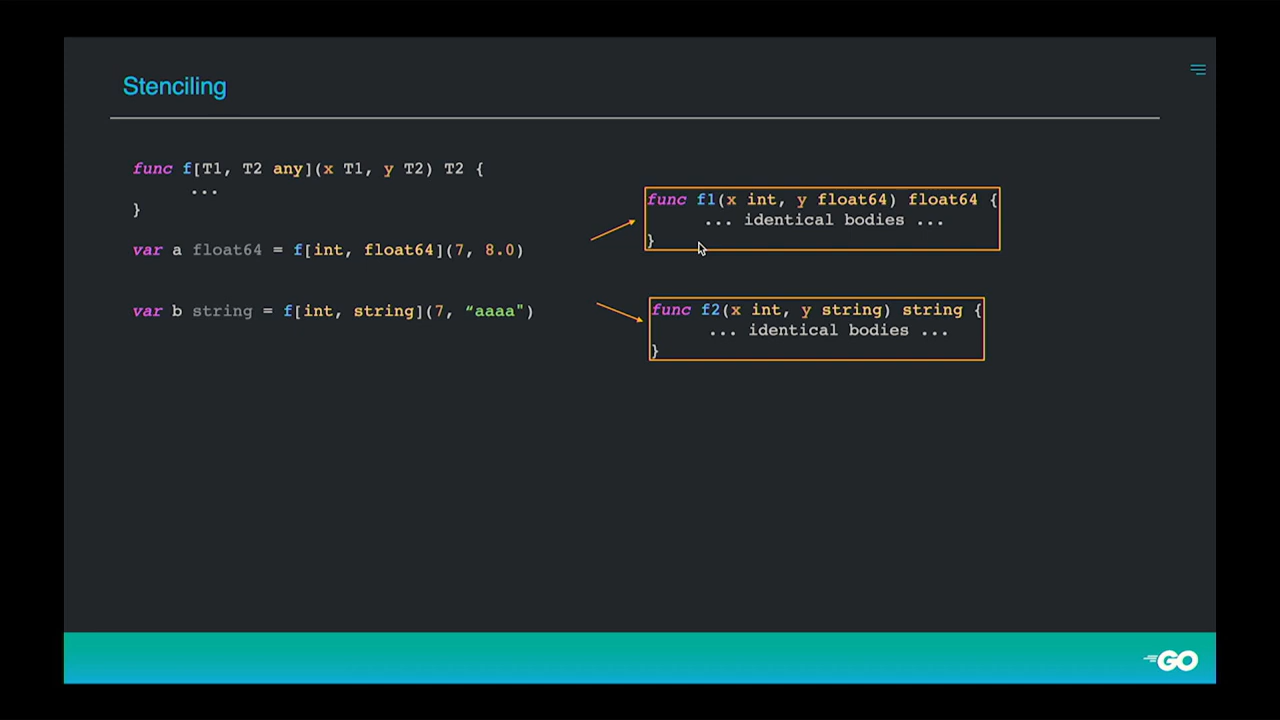 Stenciling
func f[T1, T2 any](x T1, y T2) T2 {
...
}
var a float64 = f[int, float64](7, 8.0)
var b string = f[int, string](7, “aaaa")
func f1(x int, y float64) float64 {
... identical bodies ...
}
func f2(x int, y string) string {
... identical bodies ...
}
GO